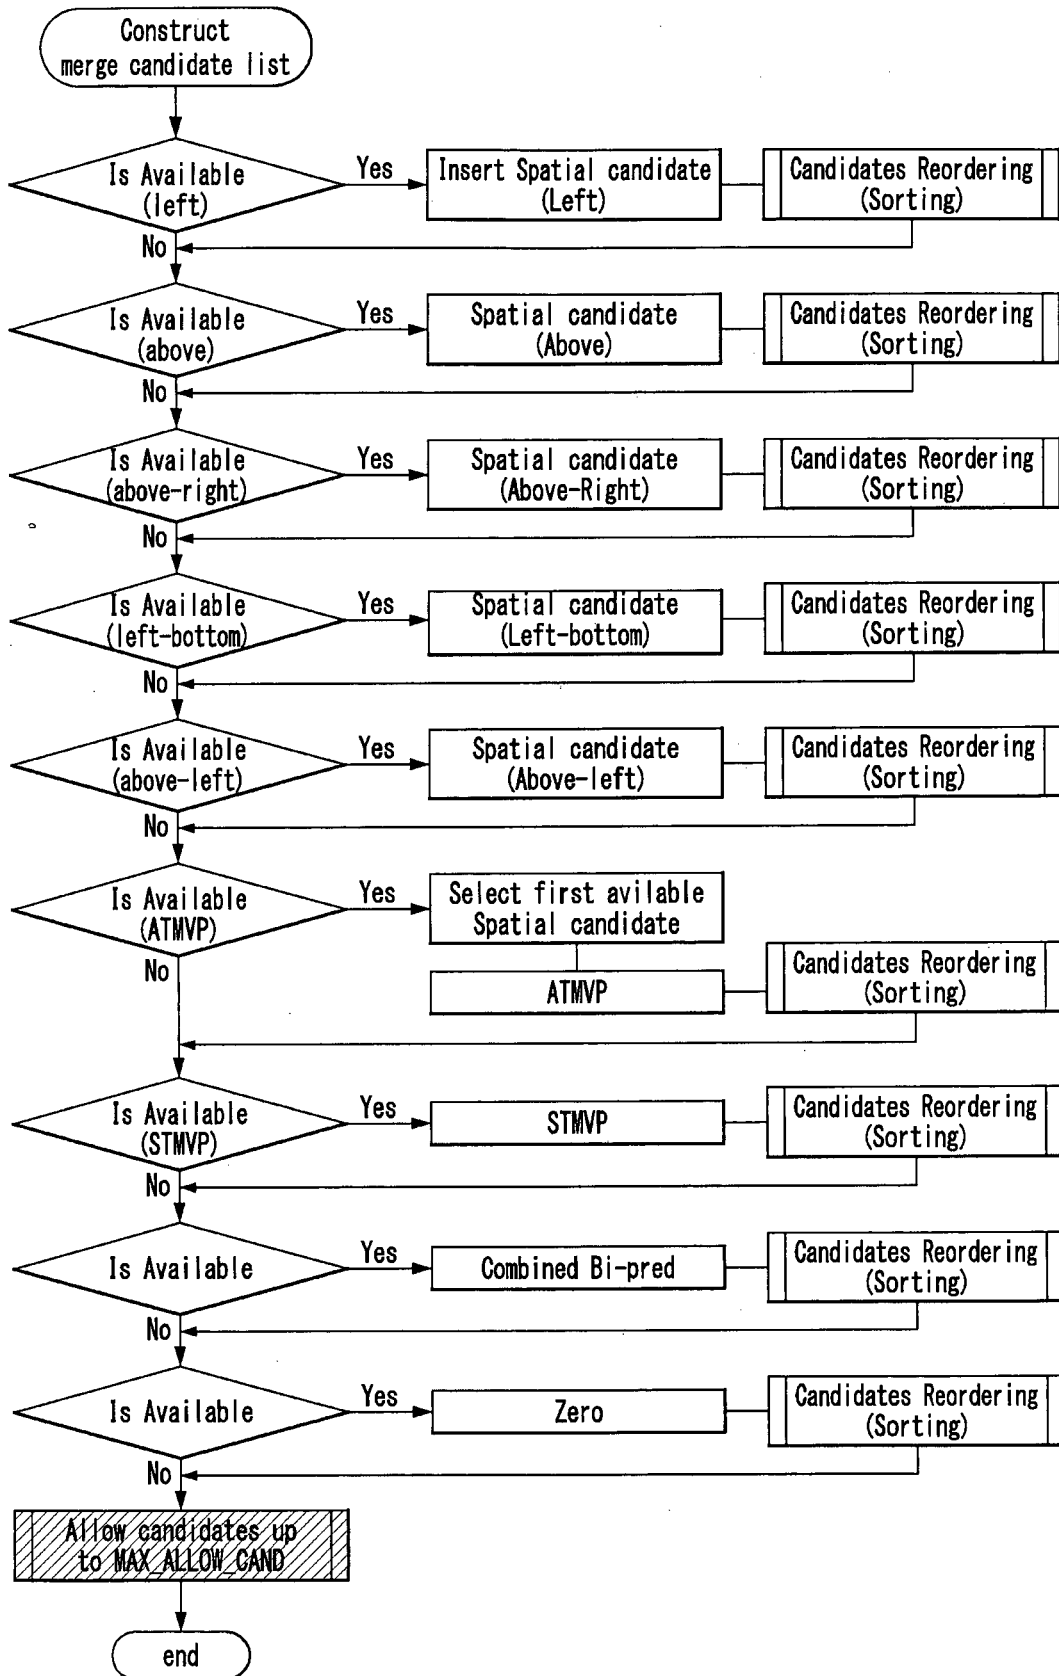 Construct
merge candidate list
Is Available
(left)
Yes
Insert Spatial candidate
(Left)
Candidates Reordering
(Sorting)
No
Is Available
(above)
Yes
Spatial candidate
(Above)
Candidates Reordering
(Sorting)
No
Is Available
(above-right)
Yes
Spatial candidate
(Above-Right)
Candidates Reordering
(Sorting)
No
Is Available
(left-bottom)
Yes
Spatial candidate
(Left-bottom)
Candidates Reordering
(Sorting)
No
Is Available
(above-left)
Yes
Spatial candidate
(Above-left)
Candidates Reordering
(Sorting)
No
Is Available
(ATMVP)
Yes
Select first avilable
Spatial candidate
No
ATMVP
Candidates Reordering
(Sorting)
Is Available
(STMVP)
Yes
STMVP
Candidates Reordering
(Sorting)
No
Is Available
Yes
Combined Bi-pred
Candidates Reordering
(Sorting)
No
Is Available
Yes
Zero
Candidates Reordering
(Sorting)
No
Allow candidates up
to MAX_ALLOW_CAND
end